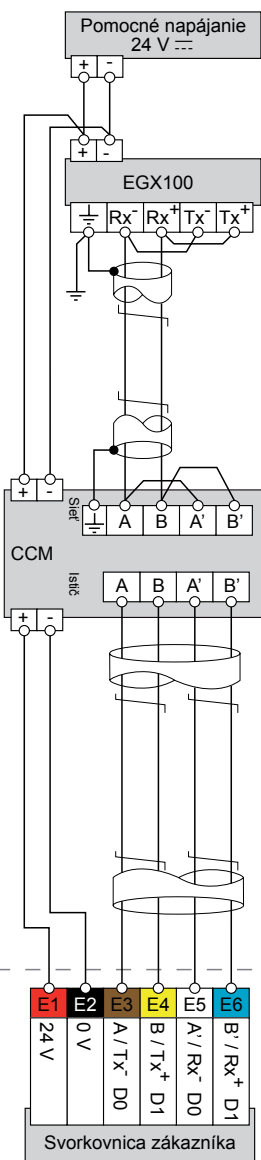 Pomocné napájanie
24 V ⎓
+ -
+ -
EGX100
⏚ Rx⁻ Rx⁺ Tx⁻ Tx⁺
+ -
Sieť
⏚ A B A' B'
CCM
Istič
A B A' B'
+ -
E1 E2 E3 E4 E5 E6
24 V
0 V
A / Tx⁻ D0
B / Tx⁺ D1
A' / Rx⁻ D0
B' / Rx⁺ D1
Svorkovnica zákazníka